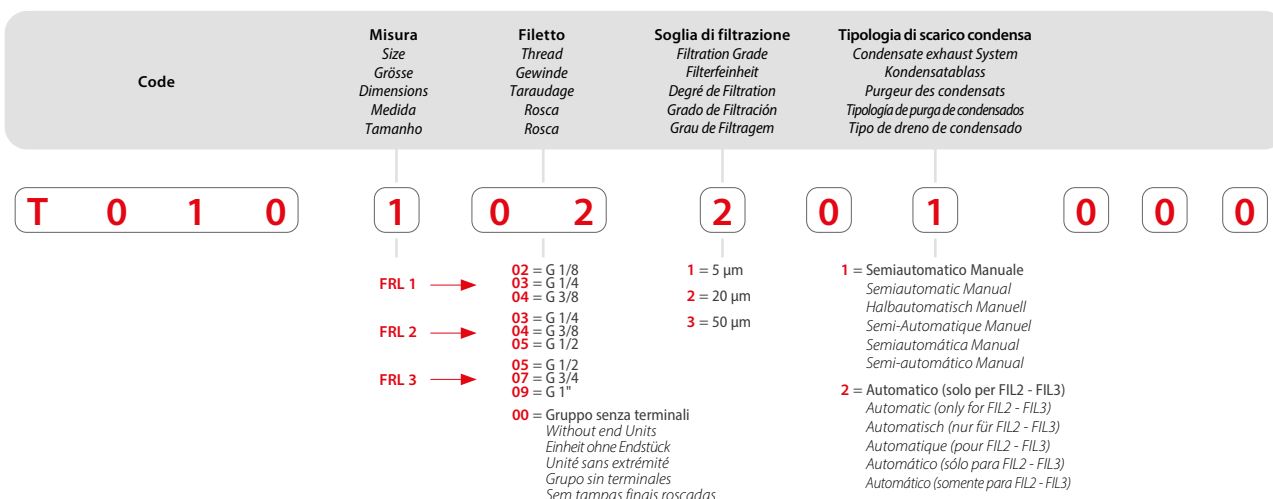 Code
Misura
Size
Grösse
Dimensions
Medida
Tamanho
Filetto
Thread
Gewinde
Taraudage
Rosca
Rosca
Soglia di filtrazione
Filtration Grade
Filterfeinheit
Degré de Filtration
Grado de Filtración
Grau de Filtragem
Tipologia di scarico condensa
Condensate exhaust System
Kondensatablass
Purgeur des condensats
Tipología de purga de condensados
Tipo de dreno de condensado
T 0 1 0 1 0 2 2 0 1 0 0 0
FRL 1
02 = G 1/8
03 = G 1/4
04 = G 3/8
FRL 2
03 = G 1/4
04 = G 3/8
05 = G 1/2
FRL 3
05 = G 1/2
07 = G 3/4
09 = G 1"
00 = Gruppo senza terminali
Without end Units
Einheit ohne Endstück
Unité sans extrémité
Grupo sin terminales
Sem tampas finais roscadas
1 = 5 µm
2 = 20 µm
3 = 50 µm
1 = Semiautomatico Manuale
Semiautomatic Manual
Halbautomatisch Manuell
Semi-Automatique Manuel
Semiautomática Manual
Semi-automático Manual
2 = Automatico (solo per FIL2 - FIL3)
Automatic (only for FIL2 - FIL3)
Automatisch (nur für FIL2 - FIL3)
Automatique (pour FIL2 - FIL3)
Automático (sólo para FIL2 - FIL3)
Automático (somente para FIL2 - FIL3)